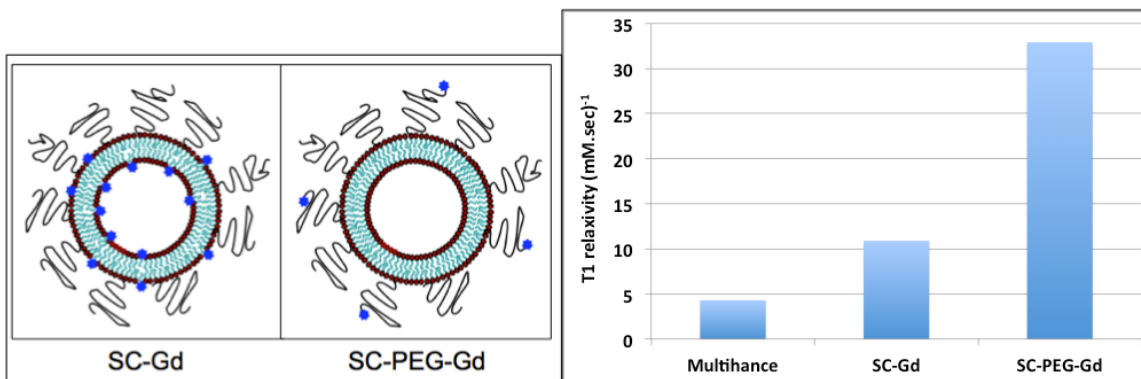 SC-Gd
SC-PEG-Gd
T1 relaxivity (mM.sec)-1
35
30
25
20
15
10
5
0
Multihance
SC-Gd
SC-PEG-Gd